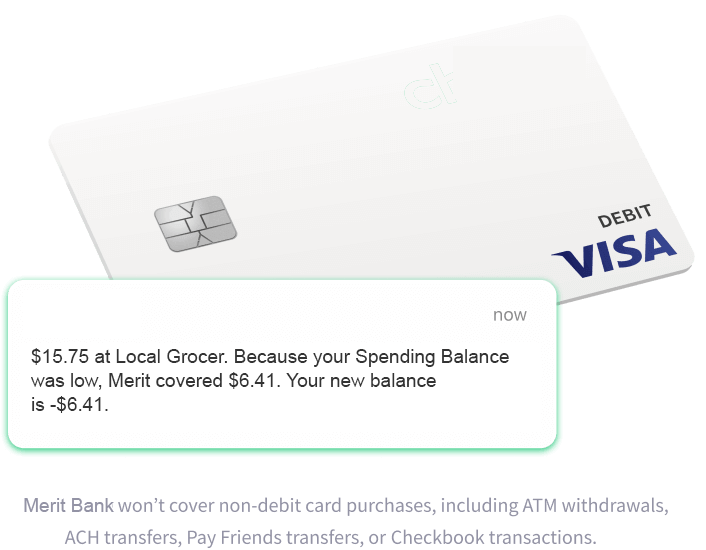 DEBIT
VISA
now
$15.75 at Local Grocer. Because your Spending Balance
was low, Merit covered $6.41. Your new balance
is -$6.41.
Merit Bank won’t cover non-debit card purchases, including ATM withdrawals,
ACH transfers, Pay Friends transfers, or Checkbook transactions.